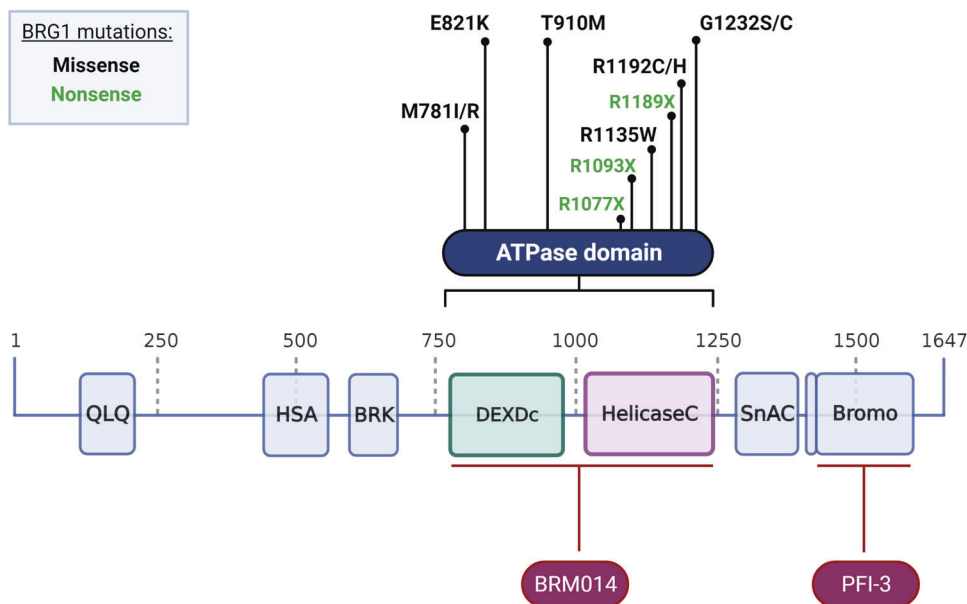 BRG1 mutations:
Missense
Nonsense
E821K
T910M
G1232S/C
R1192C/H
M781I/R
R1189X
R1135W
R1093X
R1077X
ATPase domain
1
250
500
750
1000
1250
1500
1647
QLQ
HSA
BRK
DEXDc
HelicaseC
SnAC
Bromo
BRM014
PFI-3